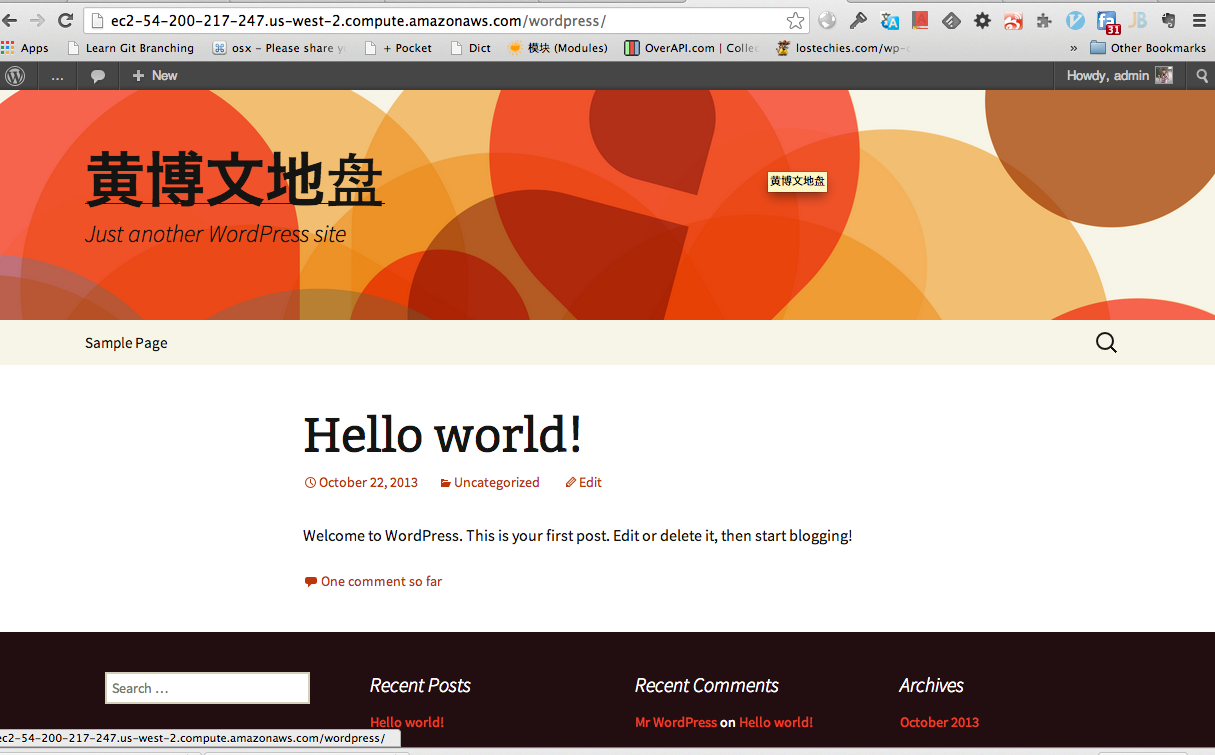 ec2-54-200-217-247.us-west-2.compute.amazonaws.com/wordpress/
Apps Learn Git Branching osx - Please share y + Pocket Dict 模块 (Modules) OverAPI.com | Collec lostechies.com/wp- » Other Bookmarks
31
JB
... + New Howdy, admin
黄博文地盘
黄博文地盘
Just another WordPress site
Sample Page
Hello world!
October 22, 2013 Uncategorized Edit
Welcome to WordPress. This is your first post. Edit or delete it, then start blogging!
One comment so far
Search ... Recent Posts Recent Comments Archives
Hello world! Mr WordPress on Hello world! October 2013
ec2-54-200-217-247.us-west-2.compute.amazonaws.com/wordpress/